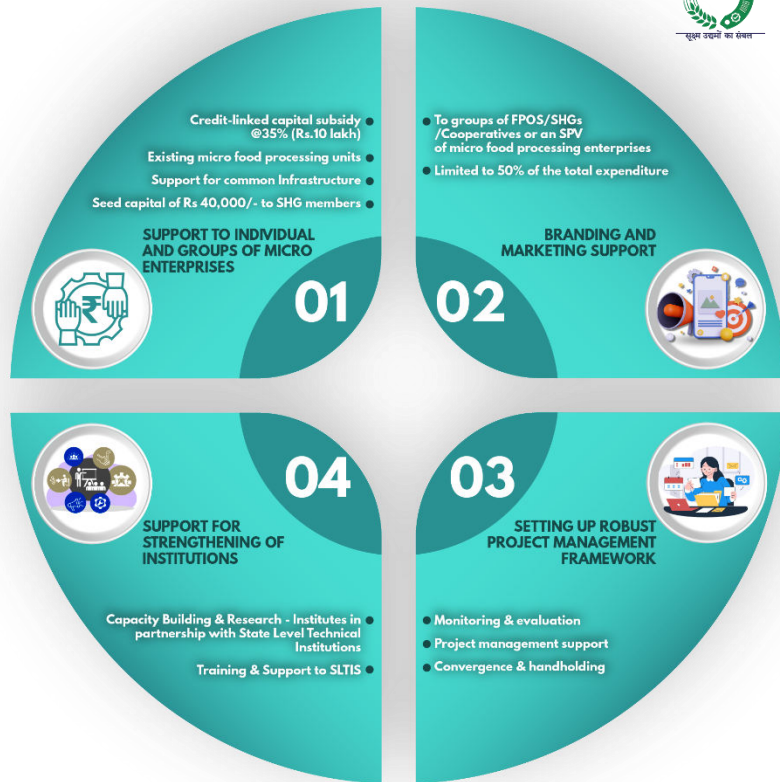 सूक्ष्म उद्यमों का संबल
Credit-linked capital subsidy
@35% (Rs.10 lakh)
Existing micro food processing units
Support for common Infrastructure
Seed capital of Rs 40,000/- to SHG members
SUPPORT TO INDIVIDUAL
AND GROUPS OF MICRO
ENTERPRISES
01
To groups of FPOS/SHGs
/Cooperatives or an SPV
of micro food processing enterprises
Limited to 50% of the total expenditure
BRANDING AND
MARKETING SUPPORT
02
04
SUPPORT FOR
STRENGTHENING OF
INSTITUTIONS
Capacity Building & Research - Institutes in
partnership with State Level Technical
Institutions
Training & Support to SLTIS
03
SETTING UP ROBUST
PROJECT MANAGEMENT
FRAMEWORK
Monitoring & evaluation
Project management support
Convergence & handholding